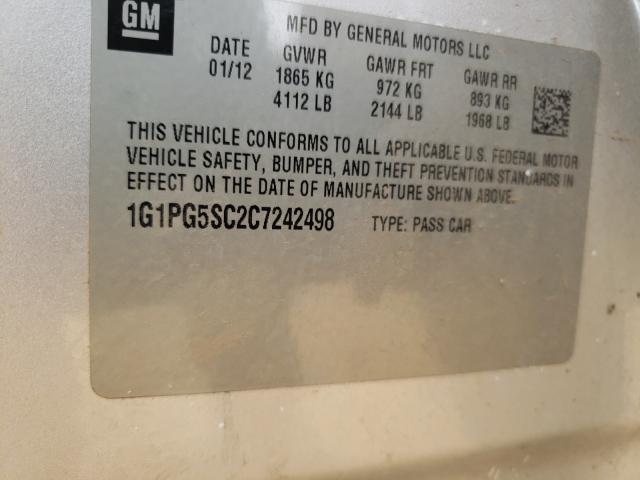 GM
MFD BY GENERAL MOTORS LLC
DATE GVWR GAWR FRT GAWR RR
01/12 1865 KG 972 KG 893 KG
4112 LB 2144 LB 1968 LB
THIS VEHICLE CONFORMS TO ALL APPLICABLE U.S. FEDERAL MOTOR
VEHICLE SAFETY, BUMPER, AND THEFT PREVENTION STANDARDS IN
EFFECT ON THE DATE OF MANUFACTURE SHOWN ABOVE.
1G1PG5SC2C7242498 TYPE: PASS CAR